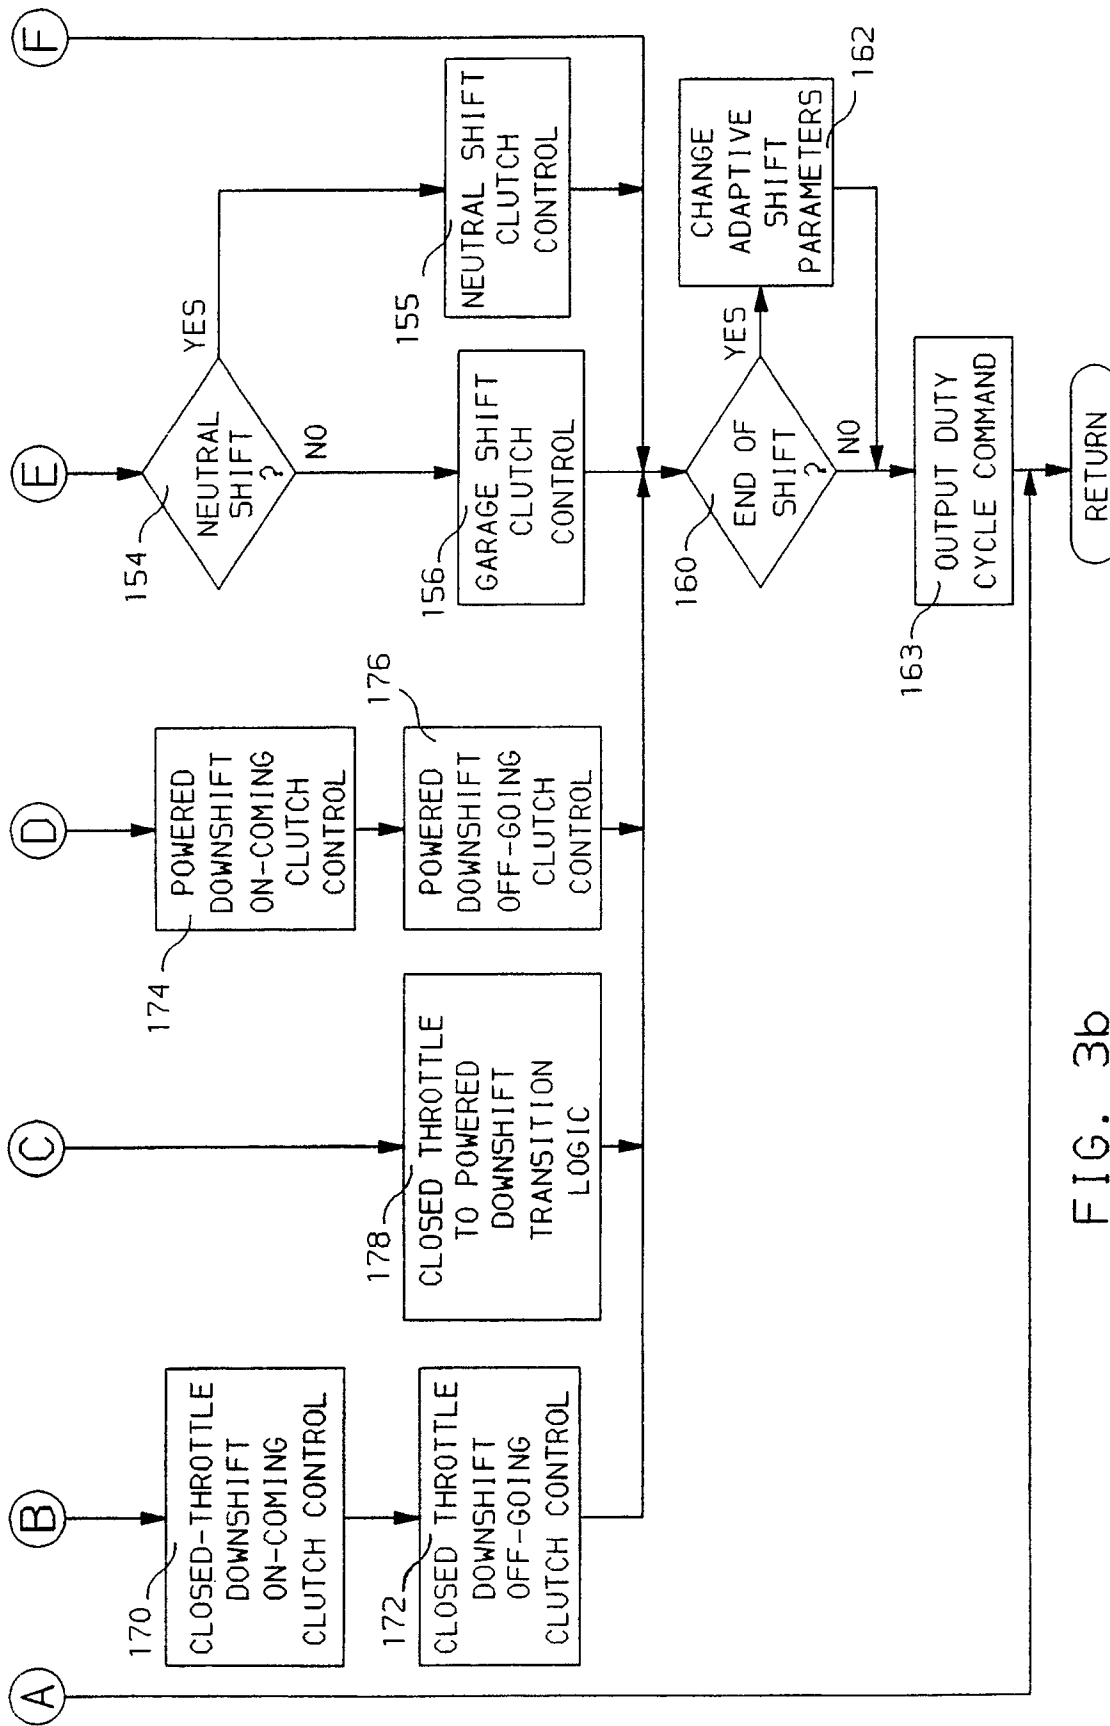 A
B
C
D
E
F
170
CLOSED-THROTTLE
DOWNSHIFT
ON-COMING
CLUTCH CONTROL
172
CLOSED THROTTLE
DOWNSHIFT
OFF-GOING
CLUTCH CONTROL
178
CLOSED THROTTLE
TO POWERED
DOWNSHIFT
TRANSITION
LOGIC
174
POWERED
DOWNSHIFT
ON-COMING
CLUTCH
CONTROL
176
POWERED
DOWNSHIFT
OFF-GOING
CLUTCH
CONTROL
154
NEUTRAL
SHIFT
?
YES
NO
155
NEUTRAL SHIFT
CLUTCH
CONTROL
156
GARAGE SHIFT
CLUTCH
CONTROL
160
END OF
SHIFT
?
YES
NO
CHANGE
ADAPTIVE
SHIFT
PARAMETERS
162
163
OUTPUT DUTY
CYCLE COMMAND
RETURN
FIG. 3b